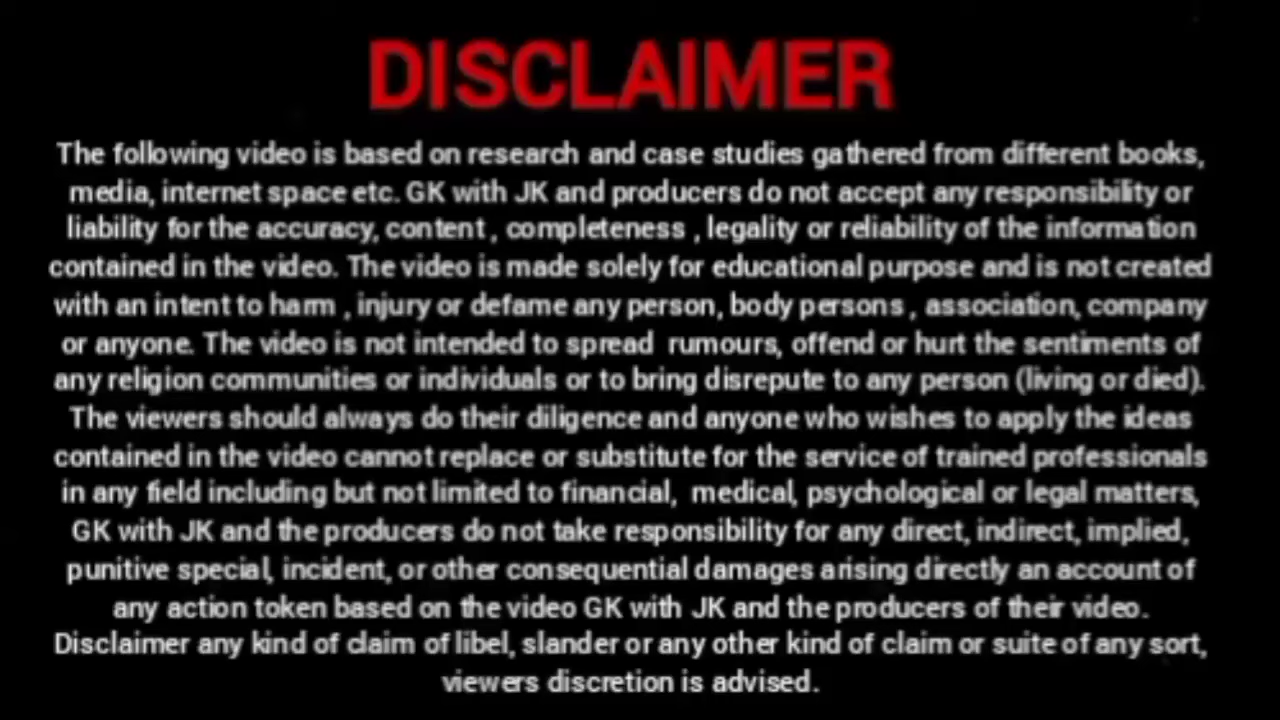 DISCLAIMER
The following video is based on research and case studies gathered from different books,
media, internet space etc. GK with JK and producers do not accept any responsibility or
liability for the accuracy, content , completeness , legality or reliability of the information
contained in the video. The video is made solely for educational purpose and is not created
with an intent to harm , injury or defame any person, body persons , association, company
or anyone. The video is not intended to spread rumours, offend or hurt the sentiments of
any religion communities or individuals or to bring disrepute to any person (living or died).
The viewers should always do their diligence and anyone who wishes to apply the ideas
contained in the video cannot replace or substitute for the service of trained professionals
in any field including but not limited to financial, medical, psychological or legal matters,
GK with JK and the producers do not take responsibility for any direct, indirect, implied,
punitive special, incident, or other consequential damages arising directly an account of
any action token based on the video GK with JK and the producers of their video.
Disclaimer any kind of claim of libel, slander or any other kind of claim or suite of any sort,
viewers discretion is advised.